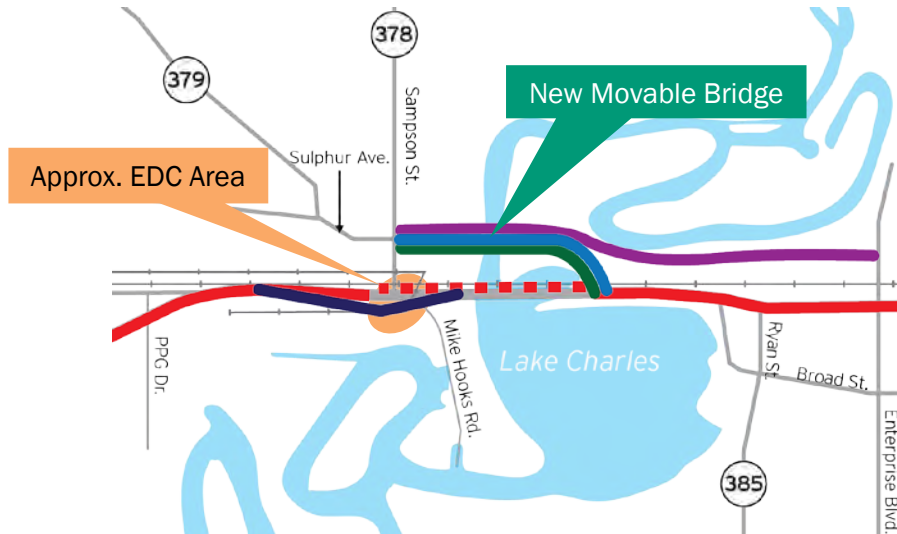 378
379
Sampson St.
New Movable Bridge
Sulphur Ave.
Approx. EDC Area
PPG Dr.
Mike Hooks Rd.
Lake Charles
Ryan St.
Broad St.
Enterprise Blvd.
385